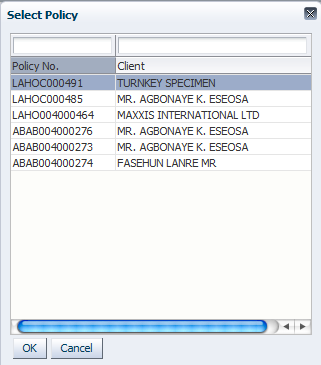 Select Policy
Policy No. Client
LAHOC000491 TURNKEY SPECIMEN
LAHOC000485 MR. AGBONAYE K. ESEOSA
LAHO004000464 MAXXIS INTERNATIONAL LTD
ABAB004000276 MR. AGBONAYE K. ESEOSA
ABAB004000273 MR. AGBONAYE K. ESEOSA
ABAB004000274 FASEHUN LANRE MR
OK Cancel